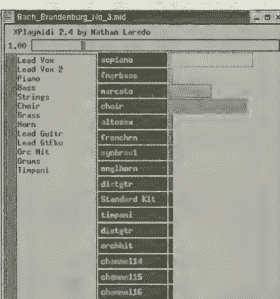 Bach_Brandenburg_No_3.mid
XPlaymidi 2.4 by Nathan Laredo
1.00
Lead Vox
Lead Vox 2
Piano
Bass
Strings
Choir
Brass
Horn
Lead Guitr
Lead GtEko
Orc Hit
Drums
Timpani
acpiano
fngrbass
marcato
choir
altosax
frenchrn
synbras1
englhorn
distgtr
Standard Kit
timpani
distgtr
orchhit
channel14
channel15
channel16